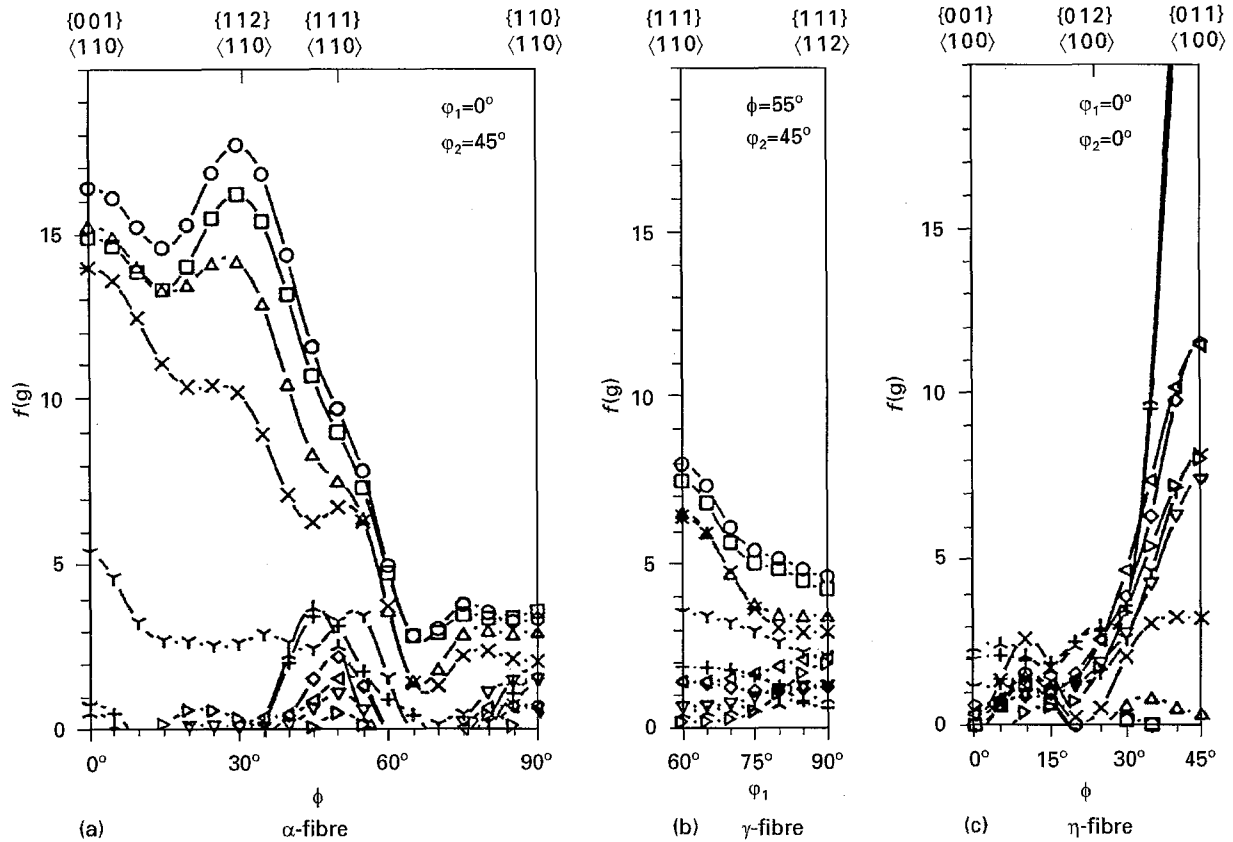 {001} {112} {111} {110}
⟨110⟩ ⟨110⟩ ⟨110⟩ ⟨110⟩
φ₁=0°
φ₂=45°
15
10
5
0
f(g)
0° 30° 60° 90°
ϕ
(a) α-fibre
{111} {111}
⟨110⟩ ⟨112⟩
ϕ=55°
φ₂=45°
15
10
5
0
f(g)
60° 75° 90°
φ₁
(b) γ-fibre
{001} {012} {011}
⟨100⟩ ⟨100⟩ ⟨100⟩
φ₁=0°
φ₂=0°
15
10
5
0
f(g)
0° 15° 30° 45°
ϕ
(c) η-fibre